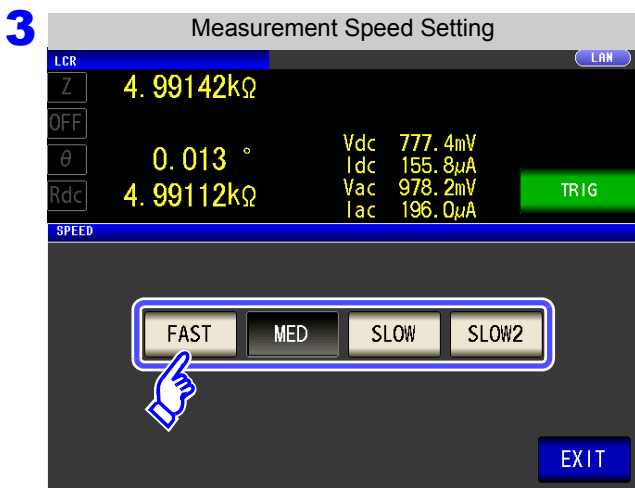 3
Measurement Speed Setting
LCR
LAN
Z 4.99142kΩ
OFF
θ 0.013 °
Rdc 4.99112kΩ
Vdc 777.4mV
Idc 155.8μA
Vac 978.2mV
Iac 196.0μA
TRIG
SPEED
FAST MED SLOW SLOW2
EXIT